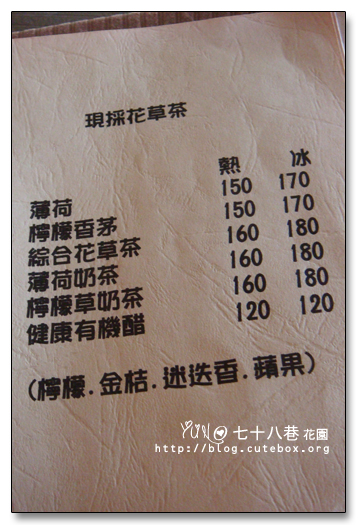 現採花草茶
熱 冰
薄荷 150 170
檸檬香茅 150 170
綜合花草茶 160 180
薄荷奶茶 160 180
檸檬草奶茶 160 180
健康有機醋 120 120
(檸檬.金桔.迷迭香.蘋果)
YUN@七十八巷花園
http://blog.cutebox.org